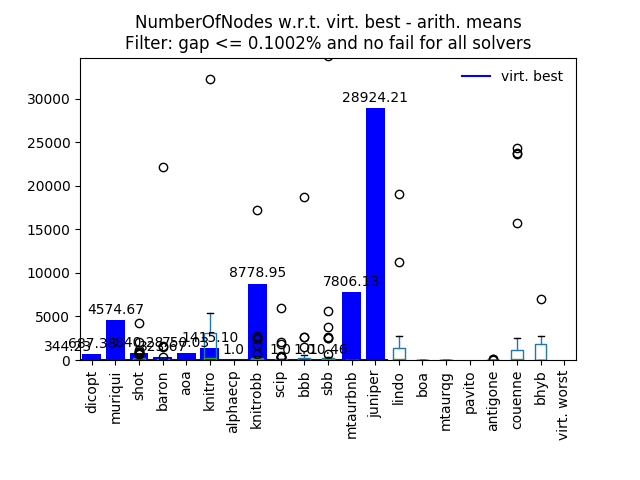 NumberOfNodes w.r.t. virt. best - arith. means
Filter: gap <= 0.1002% and no fail for all solvers
virt. best
30000
25000
20000
15000
10000
5000
0
28924.21
8778.95
7806.13
4574.67
1415.10
1.0
1.0
dicopt
muriqui
shot
baron
aoa
knitro
alphaecp
knitrobb
scip
bbb
sbb
mtaurbnb
juniper
lindo
boa
mtaurqg
pavito
antigone
couenne
bhyb
virt. worst